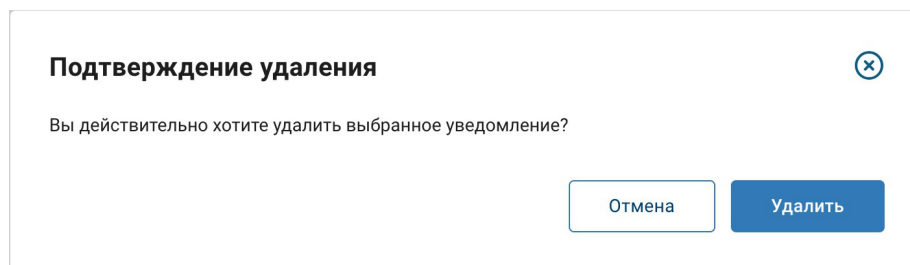 Подтверждение удаления
Вы действительно хотите удалить выбранное уведомление?
Отмена
Удалить